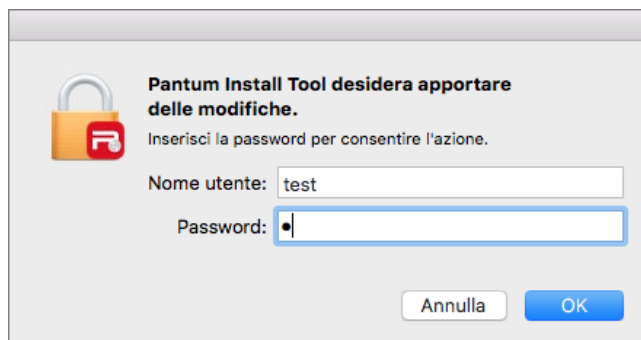 Pantum Install Tool desidera apportare
delle modifiche.
Inserisci la password per consentire l'azione.
Nome utente: test
Password: •
Annulla OK